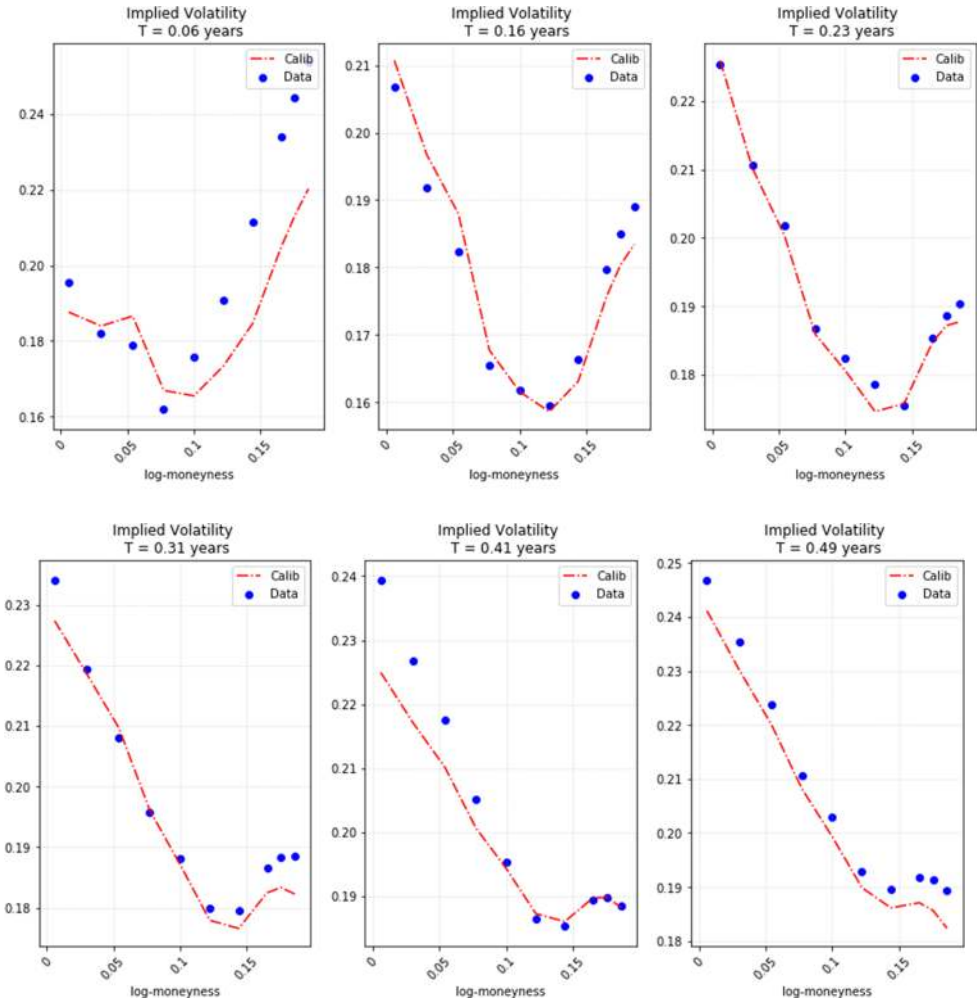 Implied Volatility
T = 0.06 years
Calib
Data
0.24
0.22
0.20
0.18
0.16
0
0.05
0.1
0.15
log-moneyness
Implied Volatility
T = 0.16 years
Calib
Data
0.21
0.20
0.19
0.18
0.17
0.16
0
0.05
0.1
0.15
log-moneyness
Implied Volatility
T = 0.23 years
Calib
Data
0.22
0.21
0.20
0.19
0.18
0
0.05
0.1
0.15
log-moneyness
Implied Volatility
T = 0.31 years
Calib
Data
0.23
0.22
0.21
0.20
0.19
0.18
0
0.05
0.1
0.15
log-moneyness
Implied Volatility
T = 0.41 years
Calib
Data
0.24
0.23
0.22
0.21
0.20
0.19
0
0.05
0.1
0.15
log-moneyness
Implied Volatility
T = 0.49 years
Calib
Data
0.25
0.24
0.23
0.22
0.21
0.20
0.19
0.18
0
0.05
0.1
0.15
log-moneyness